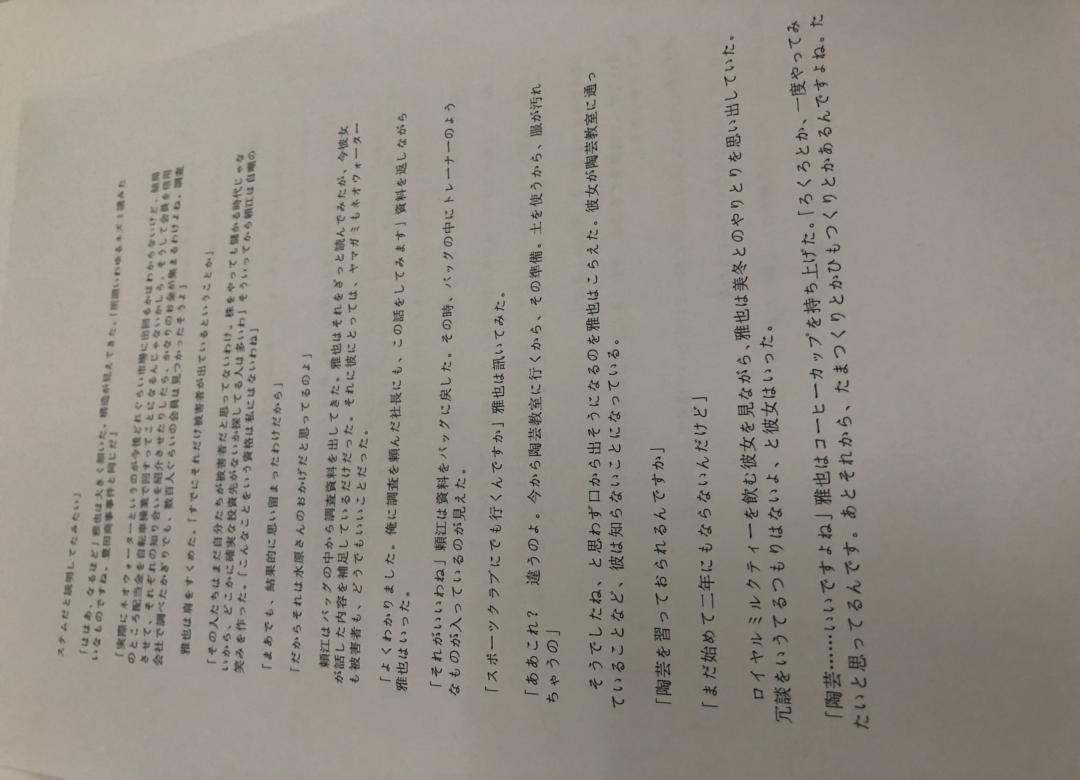 ステムだと説明してたみたい」
「ははあ、なるほど」雅也は大きく頷いた。構造が見えてきた。「所謂いわゆるネズミ講みた
いなものですね。豊田商事事件と同じだ」
「実際にネオウォーターというのが今後どれぐらい市場に出回るかはわからないけど、結局
のところ配当金を自転車操業で回すってことになるんじゃないかしら。そうして会員を信用
させて、それぞれの知り合いを紹介させたりしたら、かなりのお金が集まるわけよね。調査
会社で調べたかぎりでも、数百人ぐらいの会員は見つかったそうよ」
雅也は肩をすくめた。「すでにそれだけ被害者が出ているということか」
「その人たちはまだ自分たちが被害者だと思ってないわけ。株をやっても儲かる時代じゃな
いから、どこかに確実な投資先がないか探してる人は多いわ」そういってから頼江は自嘲の
笑みを作った。「こんなことをいう資格は私にはないわね」
「まあでも、結果的に思い留まったわけだから」
「だからそれは水原さんのおかげだと思ってるのよ」
頼江はバッグの中から調査資料を出してきた。雅也はそれをざっと読んでみたが、今彼女
が話した内容を補足しているだけだった。それに彼にとっては、ヤマガミもネオウォーター
も被害者も、どうでもいいことだった。
「よくわかりました。俺に調査を頼んだ社長にも、この話をしてみます」資料を返しながら
雅也はいった。
「それがいいわね」頼江は資料をバッグに戻した。その時、バッグの中にトレーナーのよう
なものが入っているのが見えた。
「スポーツクラブにでも行くんですか」雅也は訊いてみた。
「ああこれ?　違うのよ。今から陶芸教室に行くから、その準備。土を使うから、服が汚れ
ちゃうの」
そうでしたね、と思わず口から出そうになるのを雅也はこらえた。彼女が陶芸教室に通っ
ていることなど、彼は知らないことになっている。
「陶芸を習っておられるんですか」
「まだ始めて二年にもならないんだけど」
ロイヤルミルクティーを飲む彼女を見ながら、雅也は美冬とのやりとりを思い出していた。
冗談をいうてるつもりはないよ、と彼女はいった。
「陶芸……いいですよね」雅也はコーヒーカップを持ち上げた。「ろくろとか、一度やってみ
たいと思ってるんです。あとそれから、たまつくりとかひもつくりとかあるんですよね。た